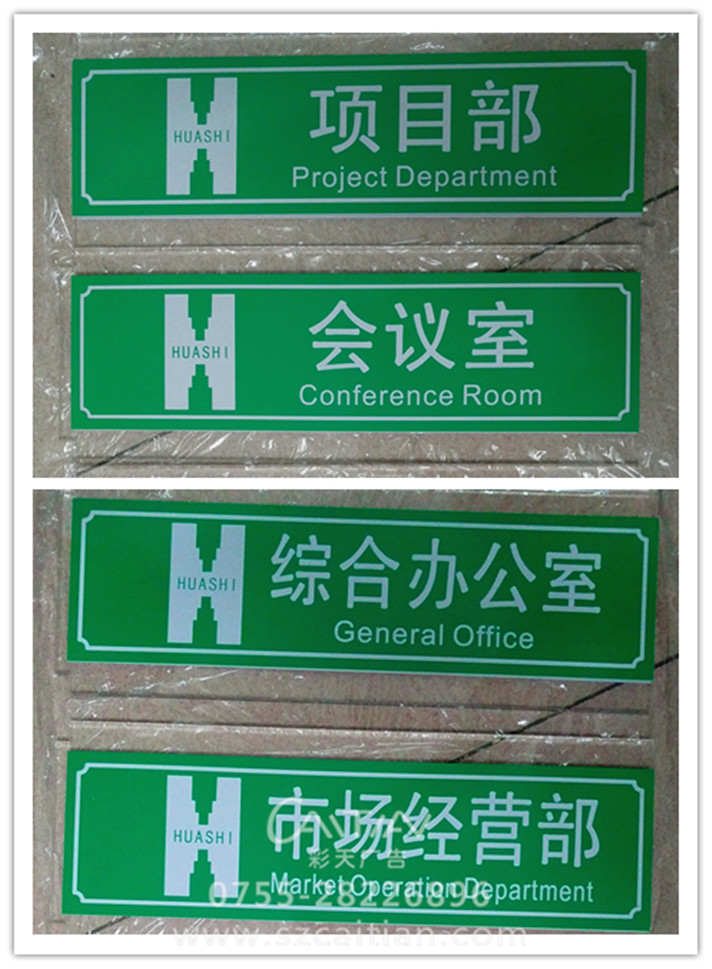 HUASHI
项目部
Project Department
HUASHI
会议室
Conference Room
HUASHI
综合办公室
General Office
HUASHI
市场经营部
彩天广告
Market Operation Department
0755-28226896
www.szcaitian.com